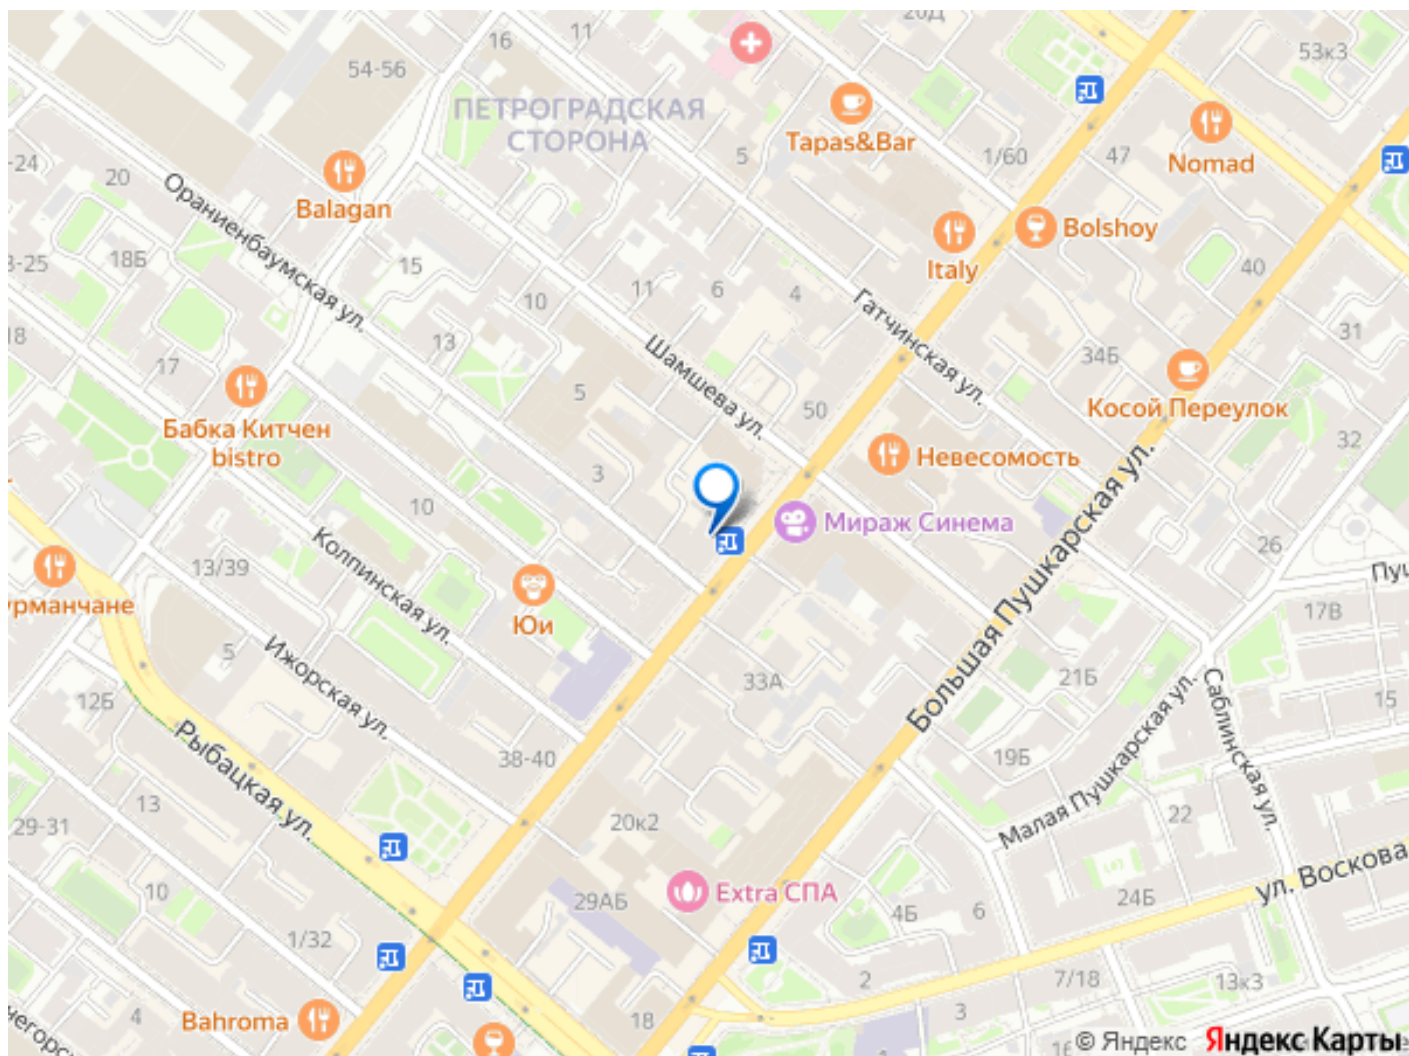 20Д
11
16
53к3
54-56
ПЕТРОГРАДСКАЯ
СТОРОНА
Tapas&Bar
5
1/60
47
Nomad
-24
20
Balagan
Ораниенбаумская ул.
Bolshoy
Italy
18Б
15
10
11
6
4
40
Гатчинская ул.
31
18
17
13
Шамшева ул.
34Б
5
50
Косой Переулок
Бабка Китчен
bistro
32
Невесомость
3
10
Мираж Синема
Большая Пушкарская ул.
26
13/39
Колпинская ул.
17В
Юи
5
Ижорская ул.
33А
21Б
Малая Пушкарская ул.
Саблинская ул.
15
12Б
Рыбацкая ул.
38-40
19Б
13
29-31
20к2
22
ул. Воскова
10
29АБ
Extra СПА
4Б
6
24Б
1/32
2
7/18
13к3
4
Bahroma
18
3
© Яндекс Яндекс Карты